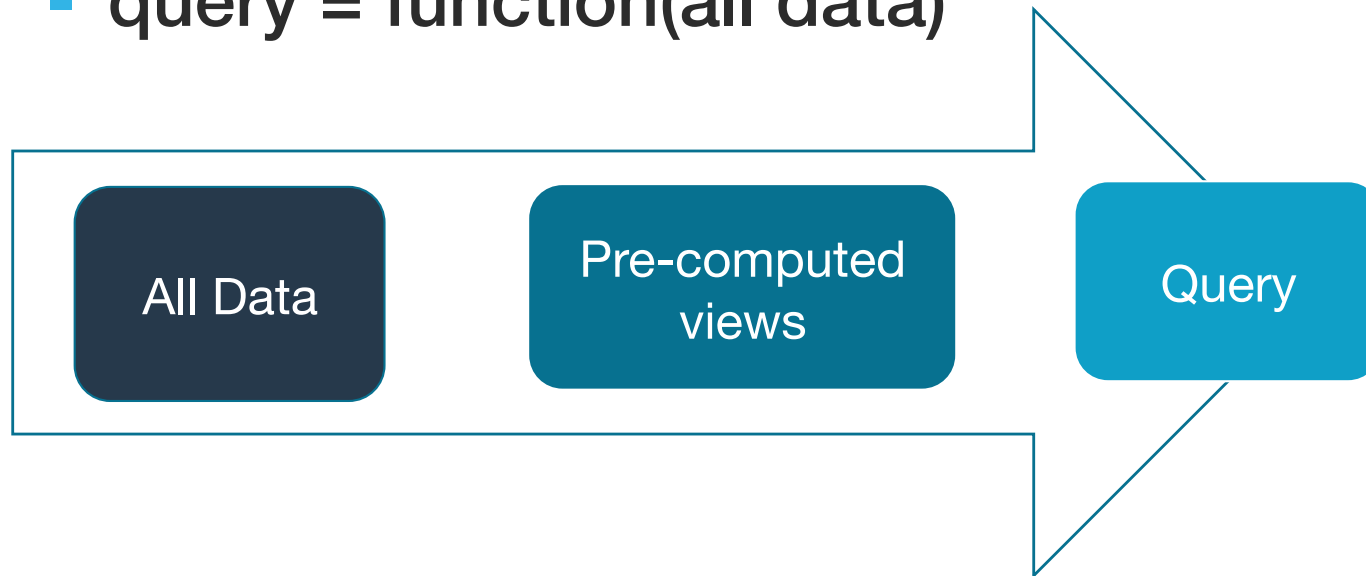 query = function(all data)
All Data
Pre-computed
views
Query